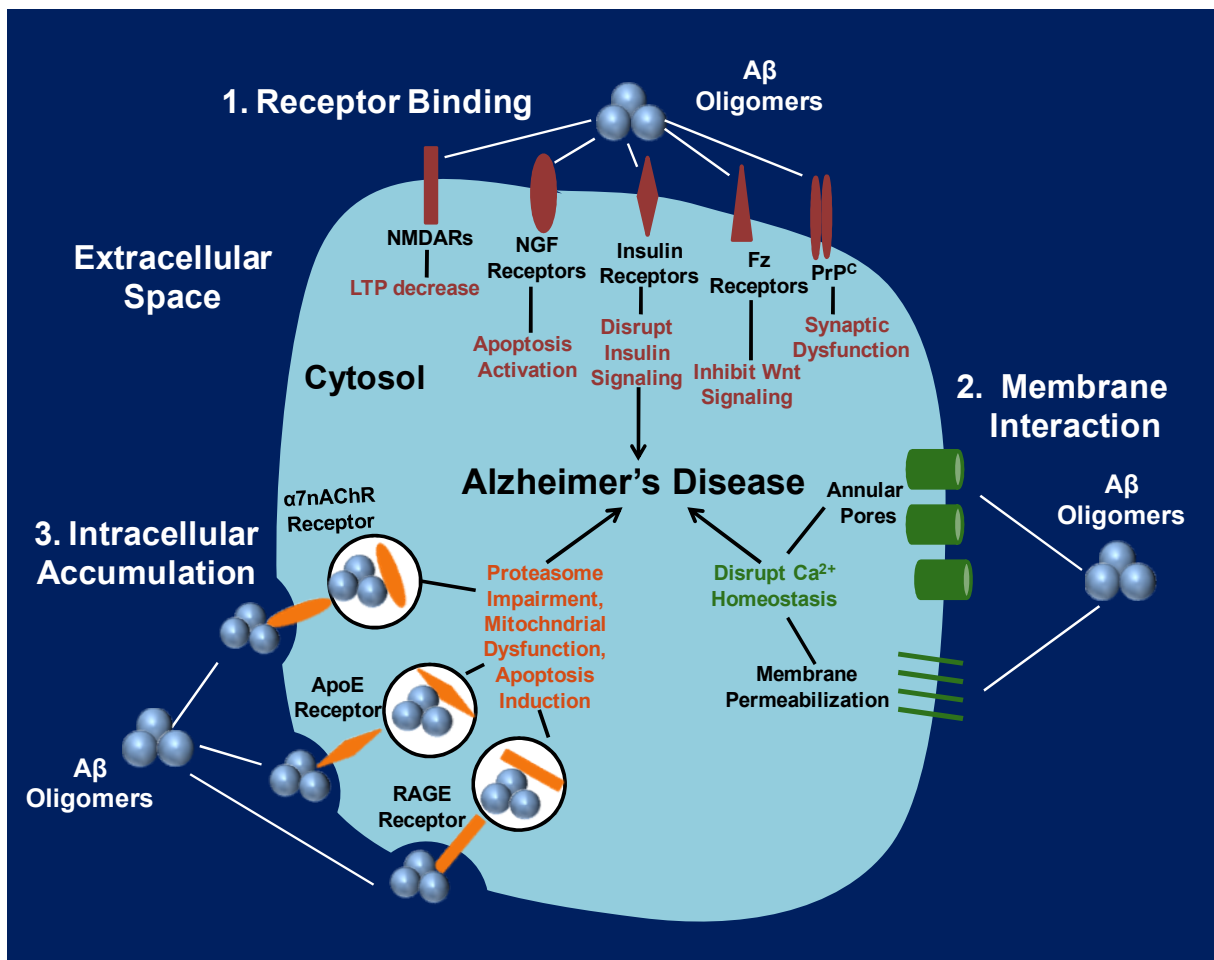 1. Receptor Binding
Aβ
Oligomers
NMDARs
LTP decrease
NGF
Receptors
Apoptosis
Activation
Insulin
Receptors
Disrupt
Insulin
Signaling
Fz
Receptors
Inhibit Wnt
Signaling
PrPᶜ
Synaptic
Dysfunction
Extracellular
Space
Cytosol
2. Membrane
Interaction
Alzheimer’s Disease
Annular
Pores
Aβ
Oligomers
Disrupt Ca²⁺
Homeostasis
Membrane
Permeabilization
3. Intracellular
Accumulation
α7nAChR
Receptor
Proteasome
Impairment,
Mitochndrial
Dysfunction,
Apoptosis
Induction
ApoE
Receptor
Aβ
Oligomers
RAGE
Receptor